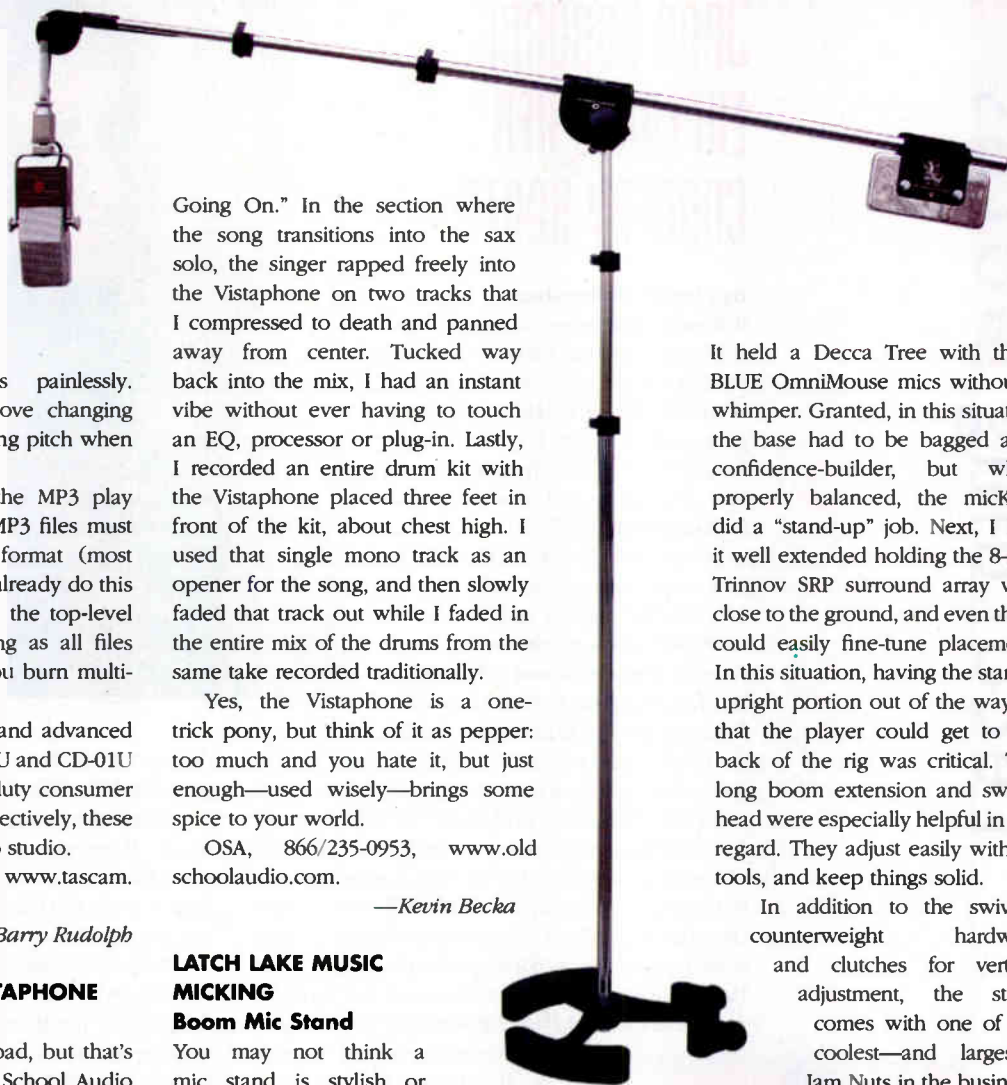 s painlessly.
ove changing
ng pitch when
he MP3 play
MP3 files must
format (most
already do this
the top-level
ng as all files
ou burn multi-
and advanced
U and CD-01U
duty consumer
ectively, these
studio.
www.tascam.
Barry Rudolph
TAPHONE
oad, but that's
School Audio
Going On." In the section where
the song transitions into the sax
solo, the singer rapped freely into
the Vistaphone on two tracks that
I compressed to death and panned
away from center. Tucked way
back into the mix, I had an instant
vibe without ever having to touch
an EQ, processor or plug-in. Lastly,
I recorded an entire drum kit with
the Vistaphone placed three feet in
front of the kit, about chest high. I
used that single mono track as an
opener for the song, and then slowly
faded that track out while I faded in
the entire mix of the drums from the
same take recorded traditionally.
Yes, the Vistaphone is a one-
trick pony, but think of it as pepper:
too much and you hate it, but just
enough—used wisely—brings some
spice to your world.
OSA, 866/235-0953, www.old
schoolaudio.com.
—Kevin Becka
LATCH LAKE MUSIC
MICKING
Boom Mic Stand
You may not think a
mic stand is stylish or
It held a Decca Tree with th
BLUE OmniMouse mics withou
whimper. Granted, in this situat
the base had to be bagged a
confidence-builder, but wh
properly balanced, the micK
did a "stand-up" job. Next, I
it well extended holding the 8-
Trinnov SRP surround array v
close to the ground, and even th
could easily fine-tune placeme
In this situation, having the star
upright portion out of the way
that the player could get to
back of the rig was critical.
long boom extension and sw
head were especially helpful in
regard. They adjust easily with
tools, and keep things solid.
In addition to the swiv
counterweight hardw
and clutches for vert
adjustment, the st
comes with one of
coolest—and larges
Jam Nuts in the busin